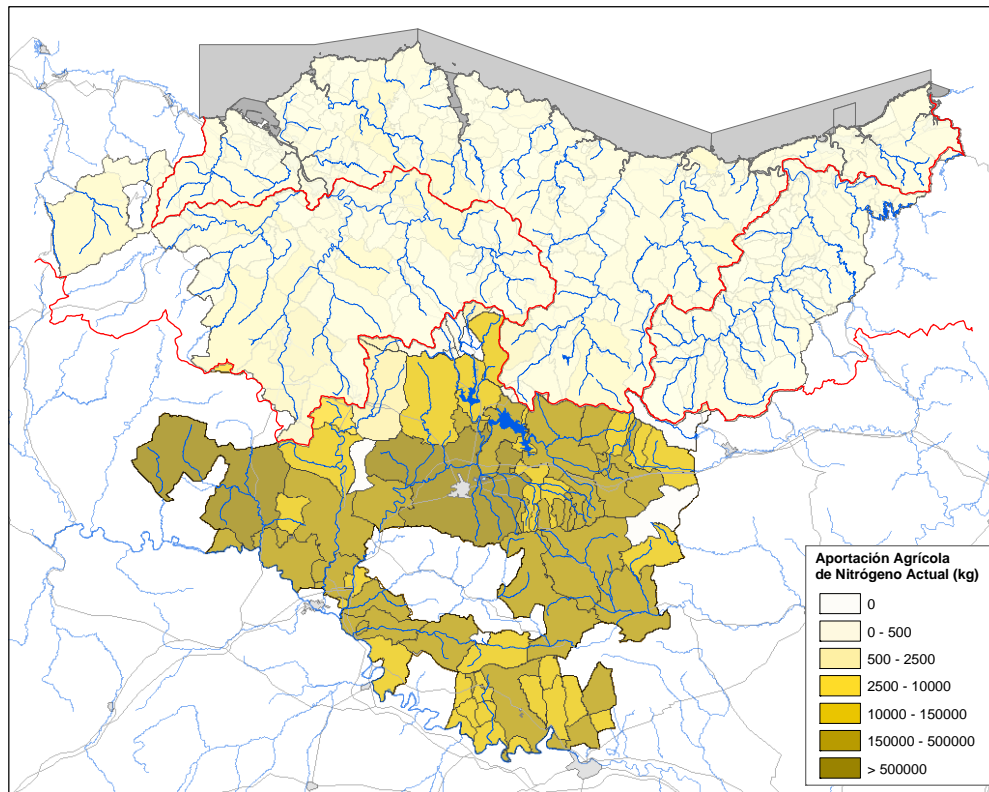 Aportación Agrícola
de Nitrógeno Actual (kg)
0
0 - 500
500 - 2500
2500 - 10000
10000 - 150000
150000 - 500000
> 500000